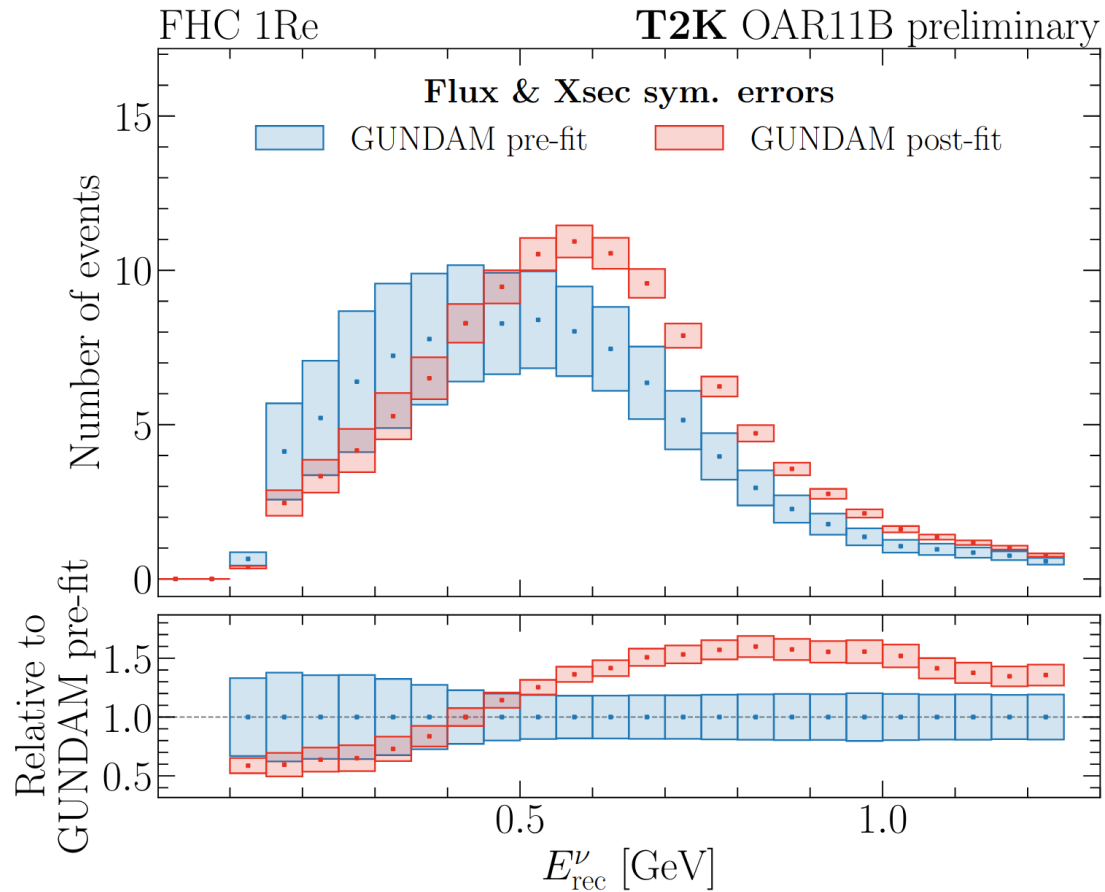 FHC 1Re
T2K OAR11B preliminary
Flux & Xsec sym. errors
GUNDAM pre-fit
GUNDAM post-fit
Number of events
15
10
5
0
Relative to
GUNDAM pre-fit
1.5
1.0
0.5
0.5
1.0
E^ν_rec [GeV]